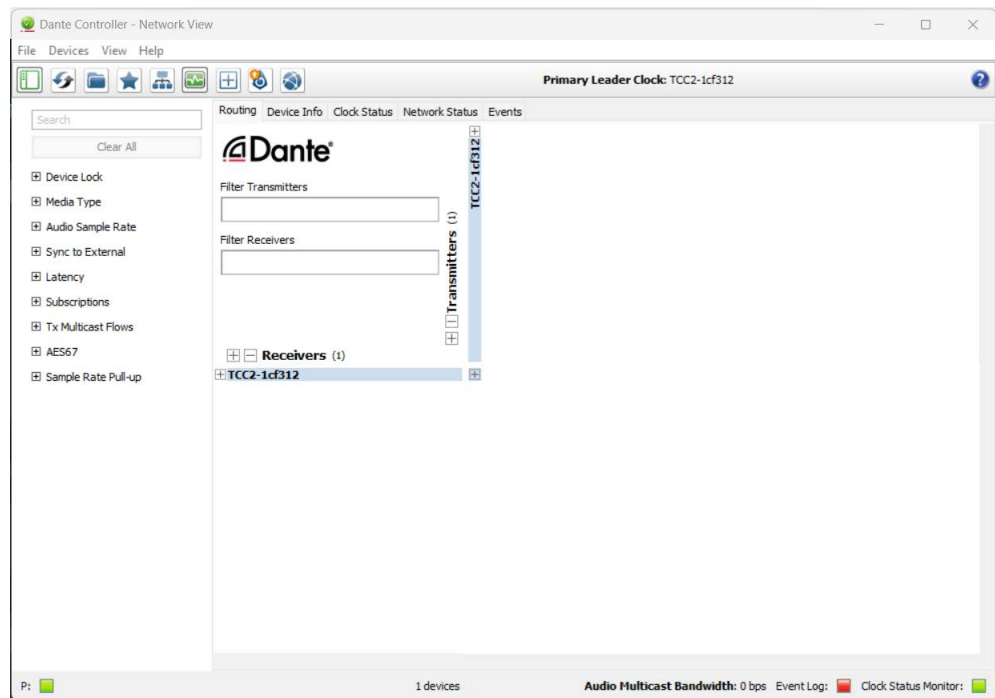 Dante Controller - Network View
File Devices View Help
Primary Leader Clock: TCC2-1cf312
Search
Clear All
Device Lock
Media Type
Audio Sample Rate
Sync to External
Latency
Subscriptions
Tx Multicast Flows
AES67
Sample Rate Pull-up
Routing Device Info Clock Status Network Status Events
Dante®
Filter Transmitters
Filter Receivers
Transmitters (1)
TCC2-1cf312
Receivers (1)
TCC2-1cf312
P:
1 devices
Audio Multicast Bandwidth: 0 bps Event Log: Clock Status Monitor: